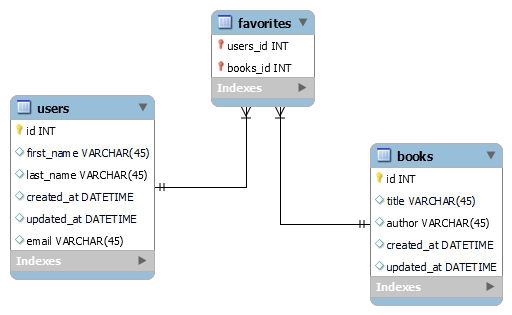 favorites
users_id INT
books_id INT
Indexes
users
id INT
first_name VARCHAR(45)
last_name VARCHAR(45)
created_at DATETIME
updated_at DATETIME
email VARCHAR(45)
Indexes
books
id INT
title VARCHAR(45)
author VARCHAR(45)
created_at DATETIME
updated_at DATETIME
Indexes